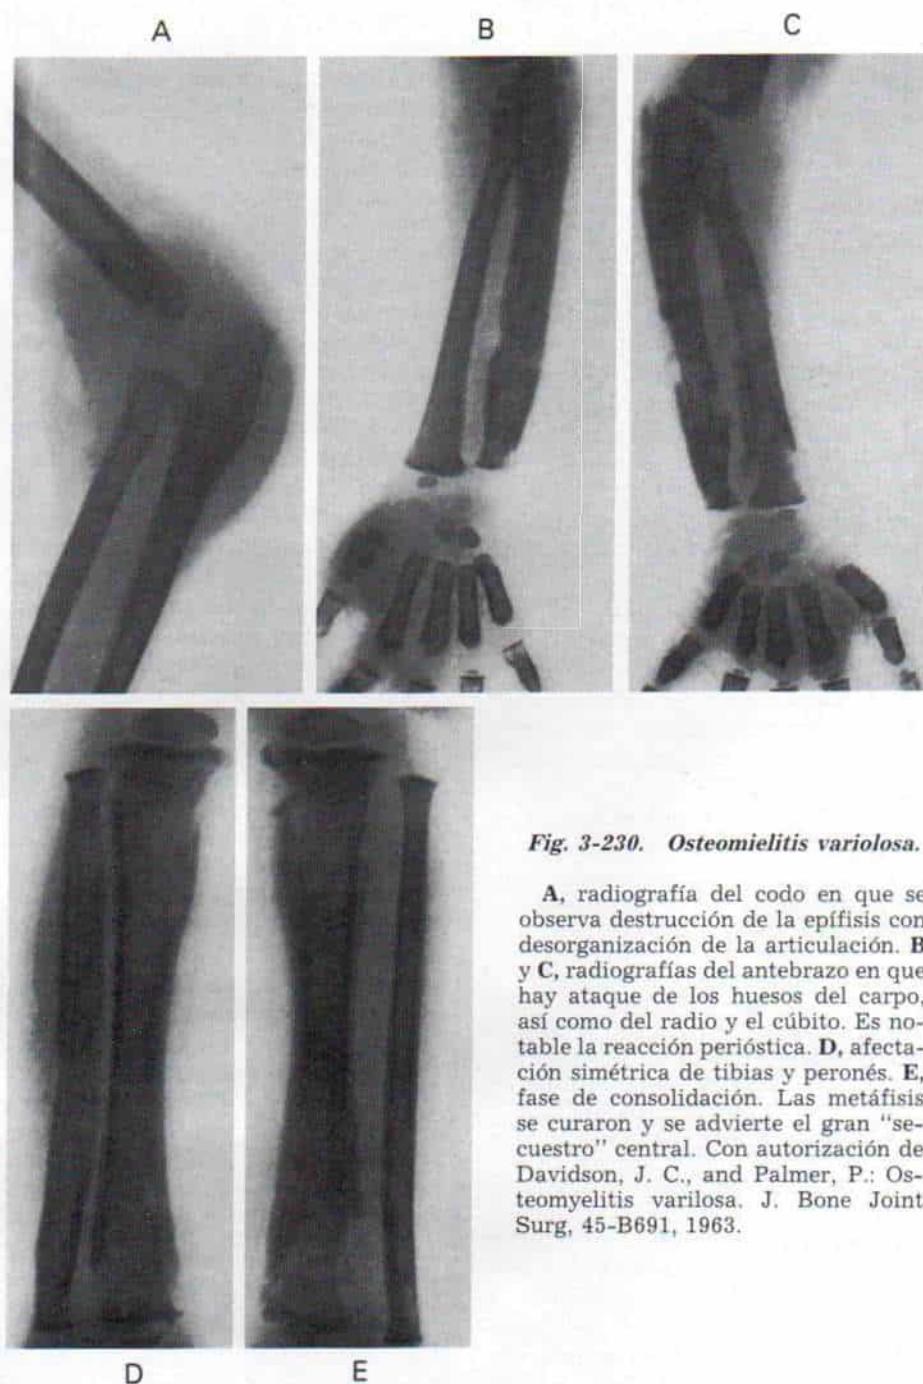 A
B
C
Fig. 3-230. Osteomielitis variolosa.
A, radiografía del codo en que se
observa destrucción de la epífisis con
desorganización de la articulación. B
y C, radiografías del antebrazo en que
hay ataque de los huesos del carpo,
así como del radio y el cúbito. Es no-
table la reacción perióstica. D, afecta-
ción simétrica de tibias y peronés. E,
fase de consolidación. Las metáfisis
se curaron y se advierte el gran "se-
cuestro" central. Con autorización de
Davidson, J. C., and Palmer, P.: Os-
teomyelitis varilosa. J. Bone Joint
Surg, 45-B691, 1963.
D
E